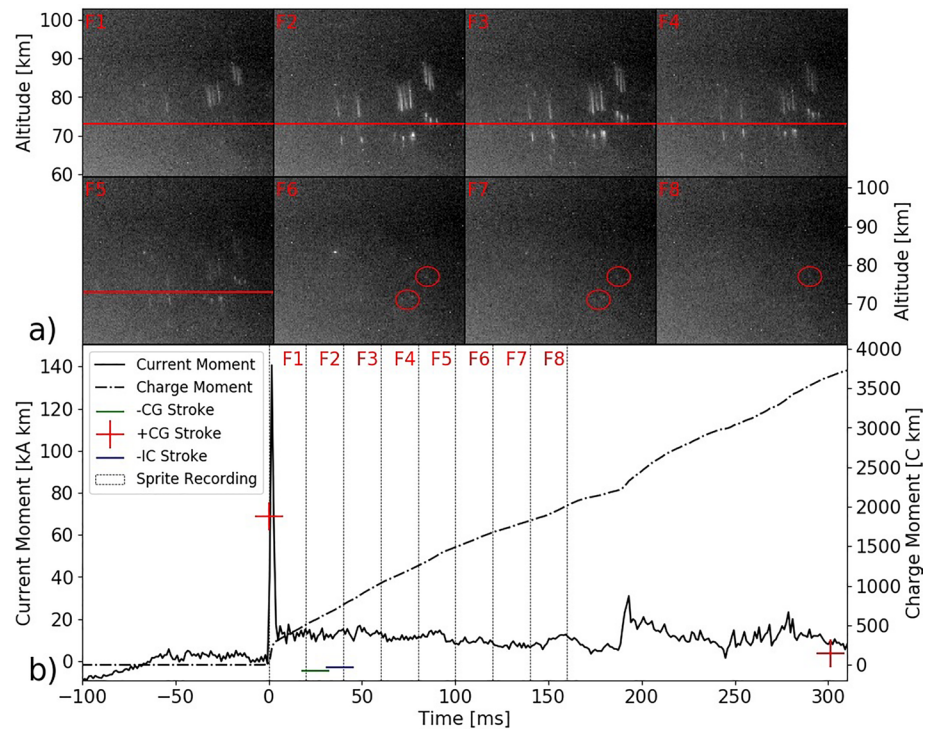 F1 F2 F3 F4
100
90
80
70
60
Altitude [km]
F5 F6 F7 F8
100
90
80
70
Altitude [km]
a)
F1 F2 F3 F4 F5 F6 F7 F8
Current Moment
Charge Moment
-CG Stroke
+CG Stroke
-IC Stroke
Sprite Recording
140
120
100
80
60
40
20
0
Current Moment [kA km]
4000
3500
3000
2500
2000
1500
1000
500
0
Charge Moment [C km]
b)
−100 −50 0 50 100 150 200 250 300
Time [ms]